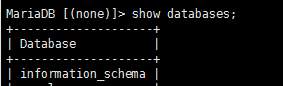 MariaDB [(none)]> show databases;
+--------------------+
| Database           |
+--------------------+
| information_schema |